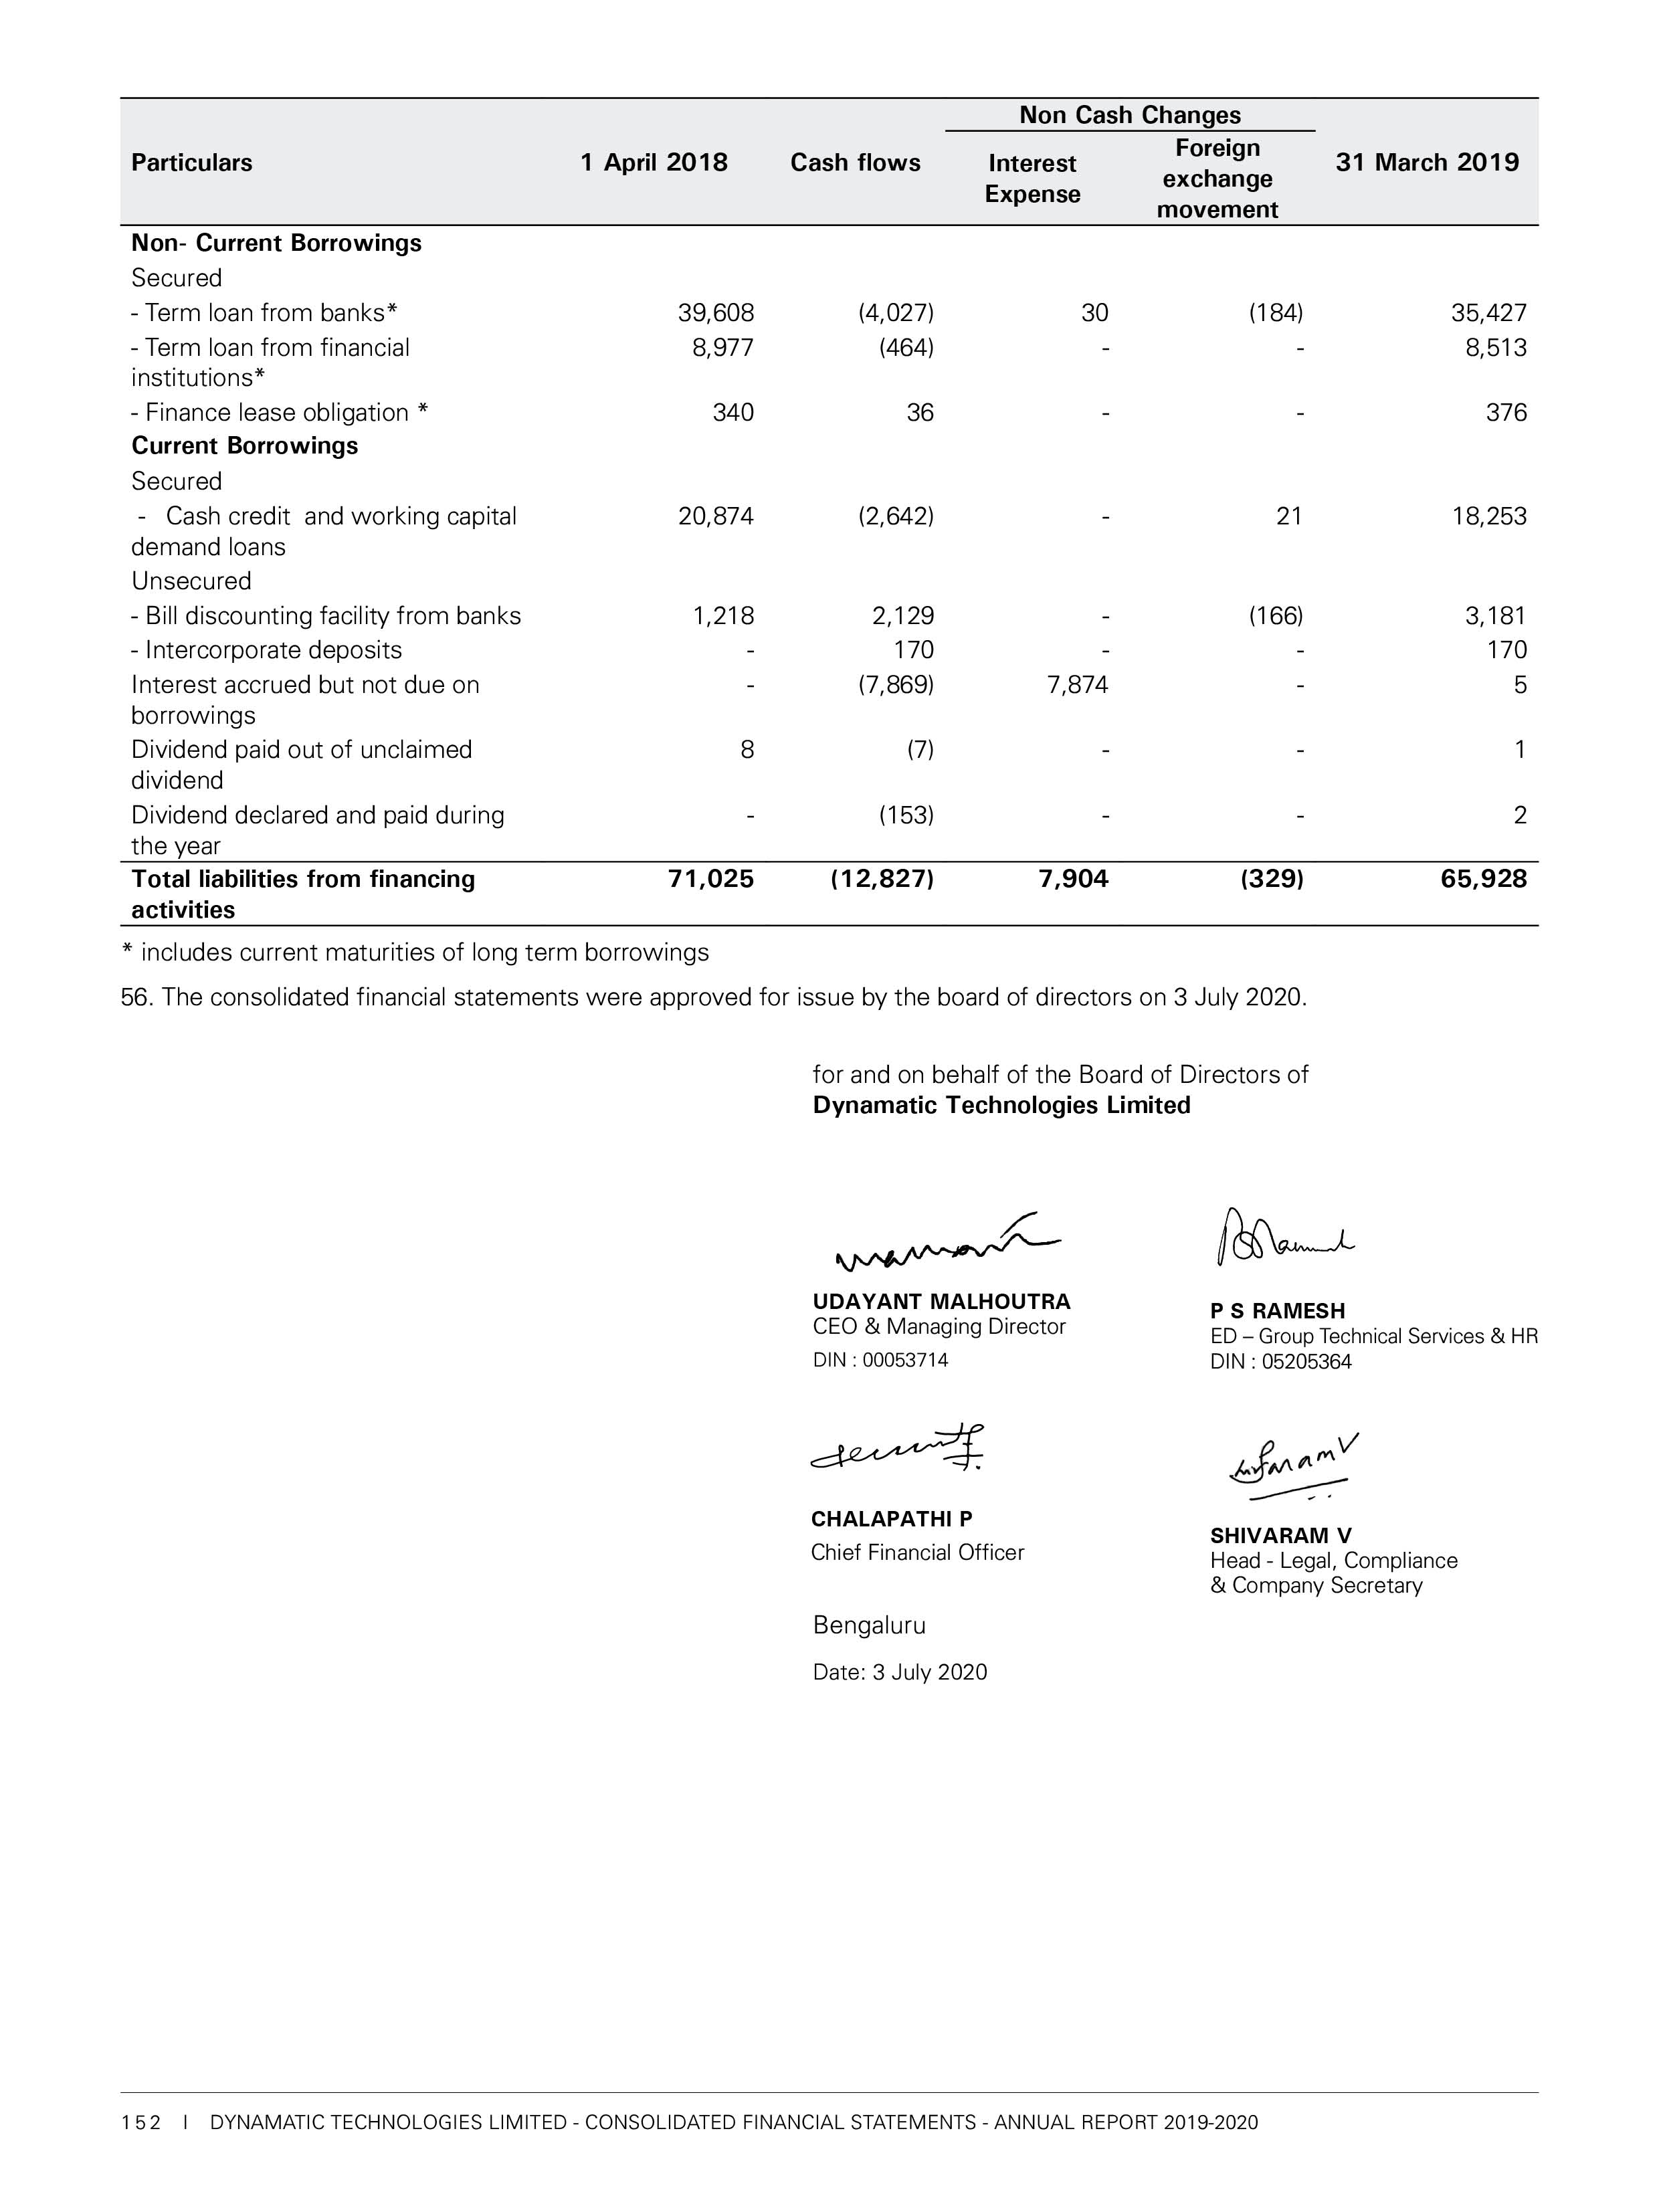 Non Cash Changes
Particulars 1 April 2018 Cash flows Interest Expense Foreign exchange movement 31 March 2019
Non- Current Borrowings
Secured
- Term loan from banks* 39,608 (4,027) 30 (184) 35,427
- Term loan from financial 8,977 (464) - - 8,513
institutions*
- Finance lease obligation * 340 36 - - 376
Current Borrowings
Secured
- Cash credit and working capital 20,874 (2,642) - 21 18,253
demand loans
Unsecured
- Bill discounting facility from banks 1,218 2,129 - (166) 3,181
- Intercorporate deposits - 170 - - 170
Interest accrued but not due on - (7,869) 7,874 - 5
borrowings
Dividend paid out of unclaimed 8 (7) - - 1
dividend
Dividend declared and paid during - (153) - - 2
the year
Total liabilities from financing 71,025 (12,827) 7,904 (329) 65,928
activities
* includes current maturities of long term borrowings
56. The consolidated financial statements were approved for issue by the board of directors on 3 July 2020.
for and on behalf of the Board of Directors of
Dynamatic Technologies Limited
UDAYANT MALHOUTRA
CEO & Managing Director
DIN : 00053714
P S RAMESH
ED – Group Technical Services & HR
DIN : 05205364
CHALAPATHI P
Chief Financial Officer
SHIVARAM V
Head - Legal, Compliance
& Company Secretary
Bengaluru
Date: 3 July 2020
152 I DYNAMATIC TECHNOLOGIES LIMITED - CONSOLIDATED FINANCIAL STATEMENTS - ANNUAL REPORT 2019-2020